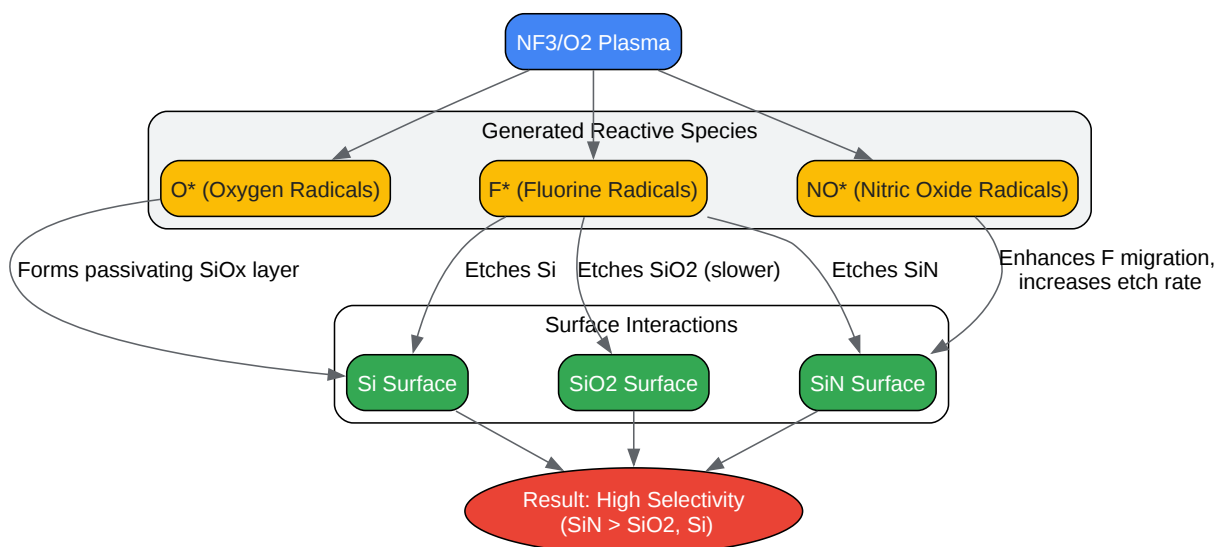 NF3/O2 Plasma
Generated Reactive Species
O* (Oxygen Radicals)
F* (Fluorine Radicals)
NO* (Nitric Oxide Radicals)
Forms passivating SiOx layer
Etches Si
Etches SiO2 (slower)
Etches SiN
Enhances F migration,
increases etch rate
Surface Interactions
Si Surface
SiO2 Surface
SiN Surface
Result: High Selectivity
(SiN > SiO2, Si)